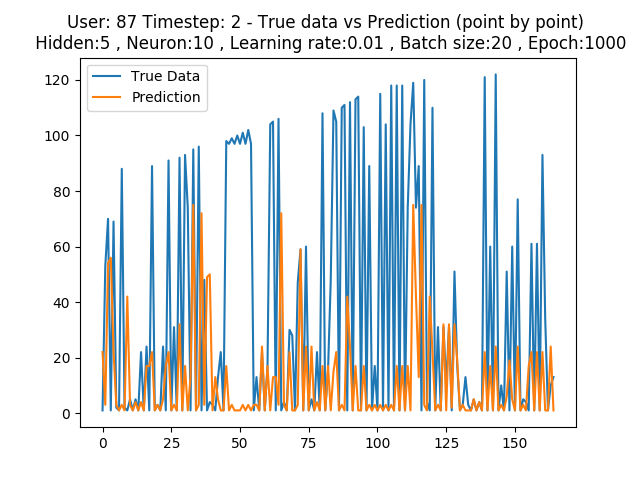 User: 87 Timestep: 2 - True data vs Prediction (point by point)
Hidden:5 , Neuron:10 , Learning rate:0.01 , Batch size:20 , Epoch:1000
True Data
Prediction
120
100
80
60
40
20
0
0 25 50 75 100 125 150